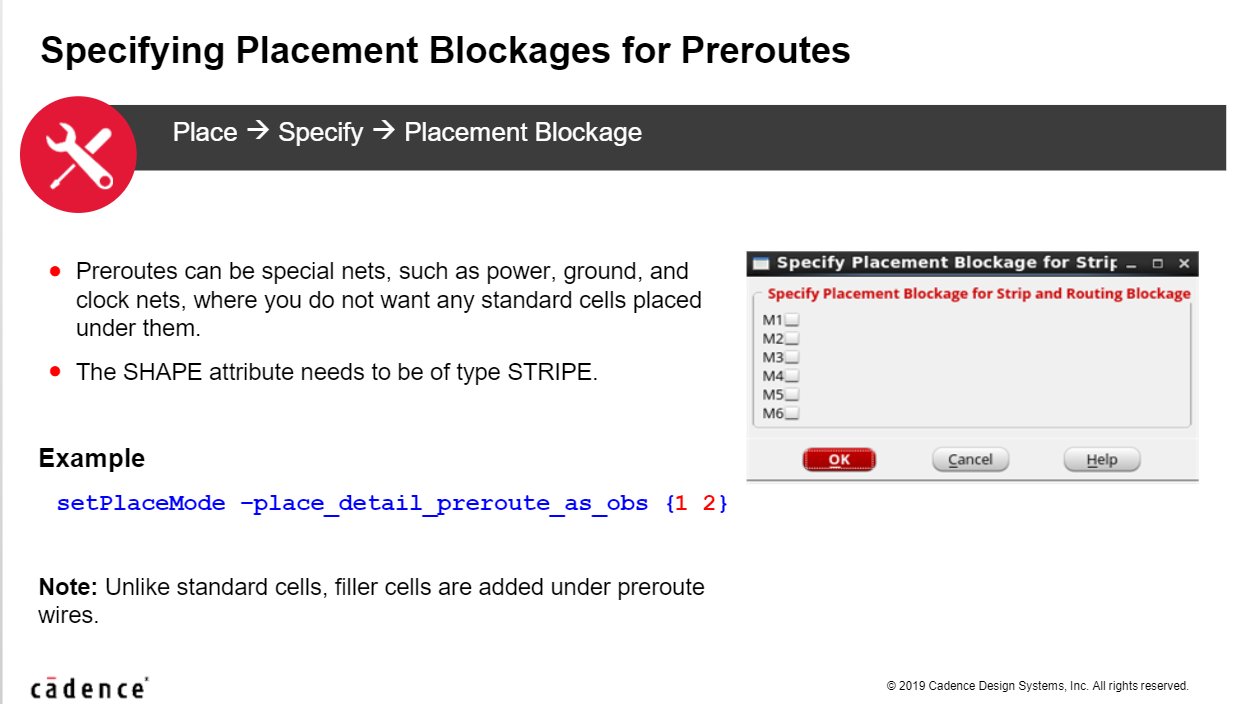 Specifying Placement Blockages for Preroutes
Place → Specify → Placement Blockage
• Preroutes can be special nets, such as power, ground, and
clock nets, where you do not want any standard cells placed
under them.
• The SHAPE attribute needs to be of type STRIPE.
Example
setPlaceMode –place_detail_preroute_as_obs {1 2}
Note: Unlike standard cells, filler cells are added under preroute
wires.
Specify Placement Blockage for Strip
Specify Placement Blockage for Strip and Routing Blockage
M1
M2
M3
M4
M5
M6
OK
Cancel
Help
cādence
© 2019 Cadence Design Systems, Inc. All rights reserved.